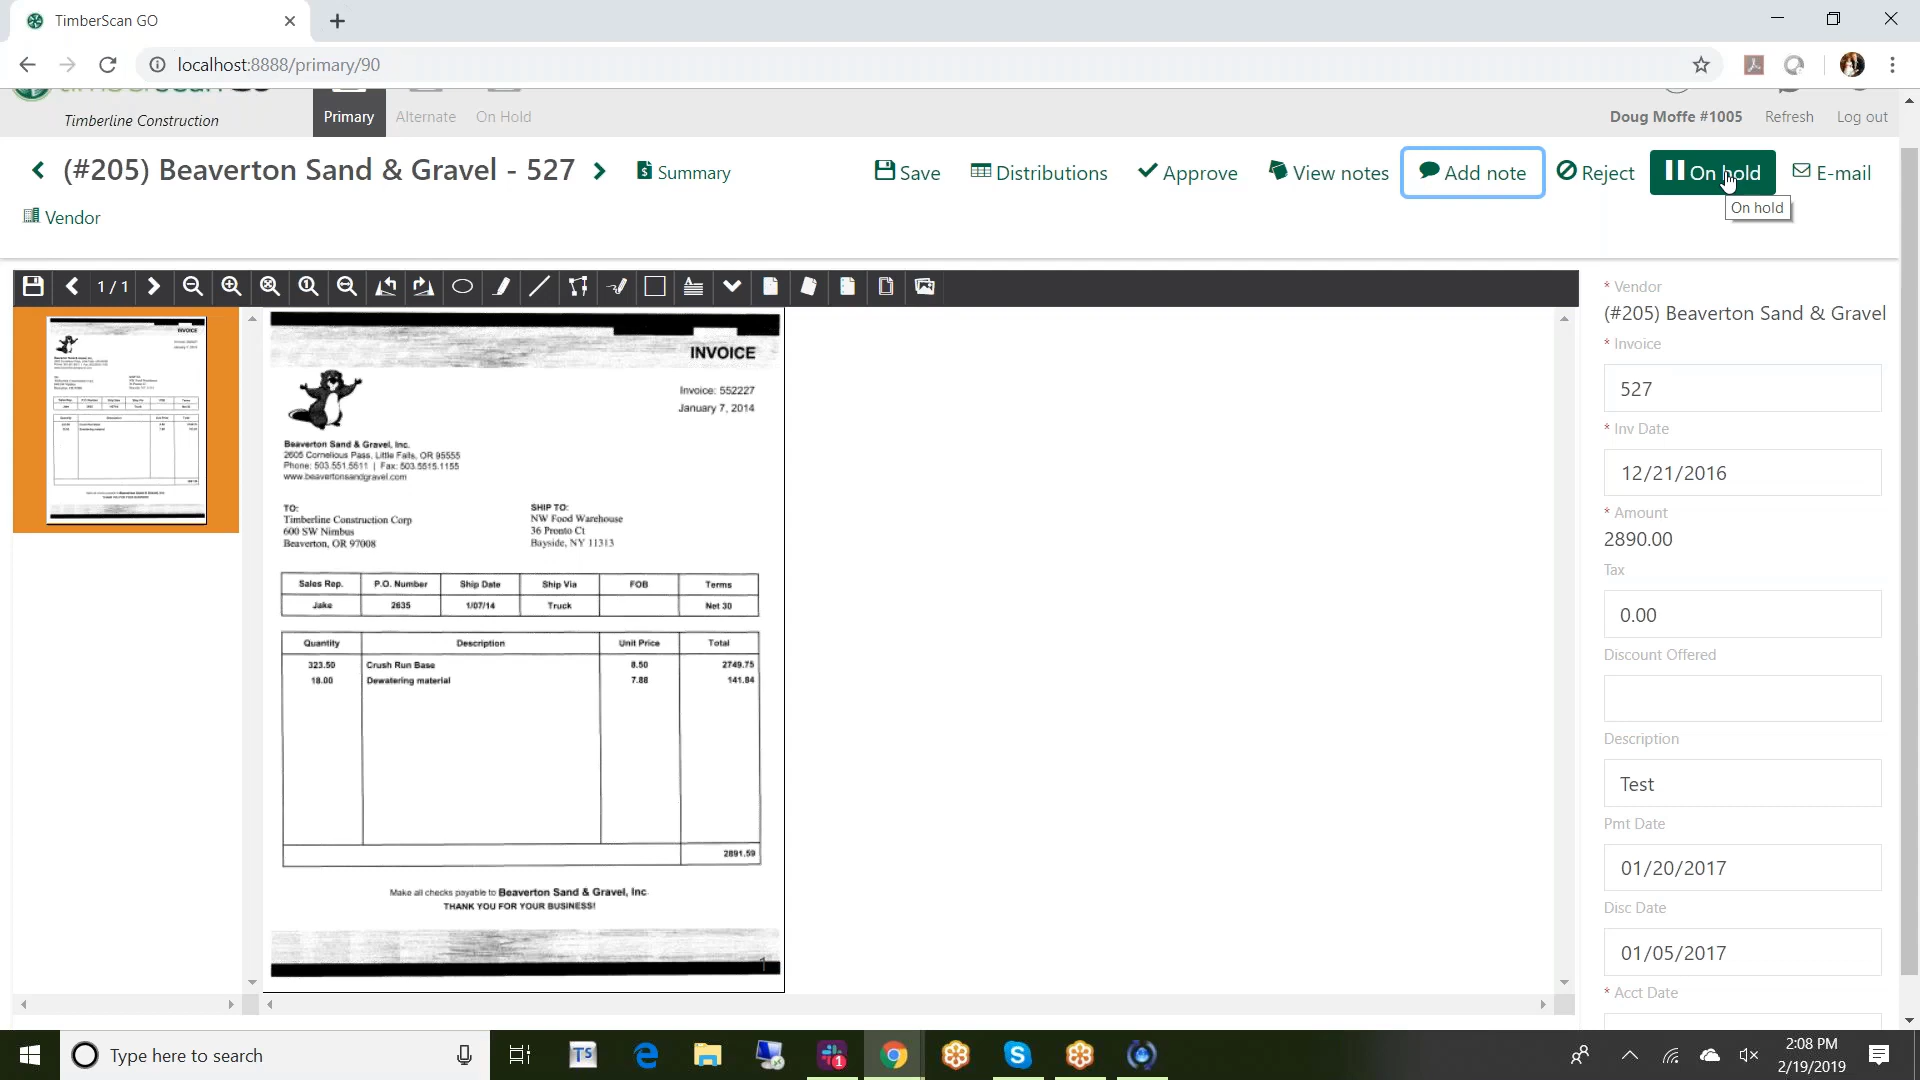 TimberScan GO
localhost:8888/primary/90
Timberline Construction
Primary
Alternate
On Hold
Doug Moffe #1005
Refresh
Log out
(#205) Beaverton Sand & Gravel - 527
Summary
Save
Distributions
Approve
View notes
Add note
Reject
On hold
E-mail
On hold
Vendor
1 / 1
INVOICE
Invoice: 552227
January 7, 2014
Beaverton Sand & Gravel, Inc.
2605 Cornelious Pass, Little Falls, OR 95555
Phone: 503.551.5511 | Fax: 503.5515.1155
www.beavertonsandgravel.com
TO:
Timberline Construction Corp
600 SW Nimbus
Beaverton, OR 97008
SHIP TO:
NW Food Warehouse
36 Pronto Ct
Bayside, NY 11313
Sales Rep. P.O. Number Ship Date Ship Via FOB Terms
Jake 2635 1/07/14 Truck Net 30
Quantity Description Unit Price Total
323.50 Crush Run Base 8.50 2749.75
18.00 Dewatering material 7.88 141.84
2891.59
Make all checks payable to Beaverton Sand & Gravel, Inc
THANK YOU FOR YOUR BUSINESS!
1
* Vendor
(#205) Beaverton Sand & Gravel
* Invoice
527
* Inv Date
12/21/2016
* Amount
2890.00
Tax
0.00
Discount Offered
Description
Test
Pmt Date
01/20/2017
Disc Date
01/05/2017
* Acct Date
Type here to search
TS
1
2:08 PM
2/19/2019